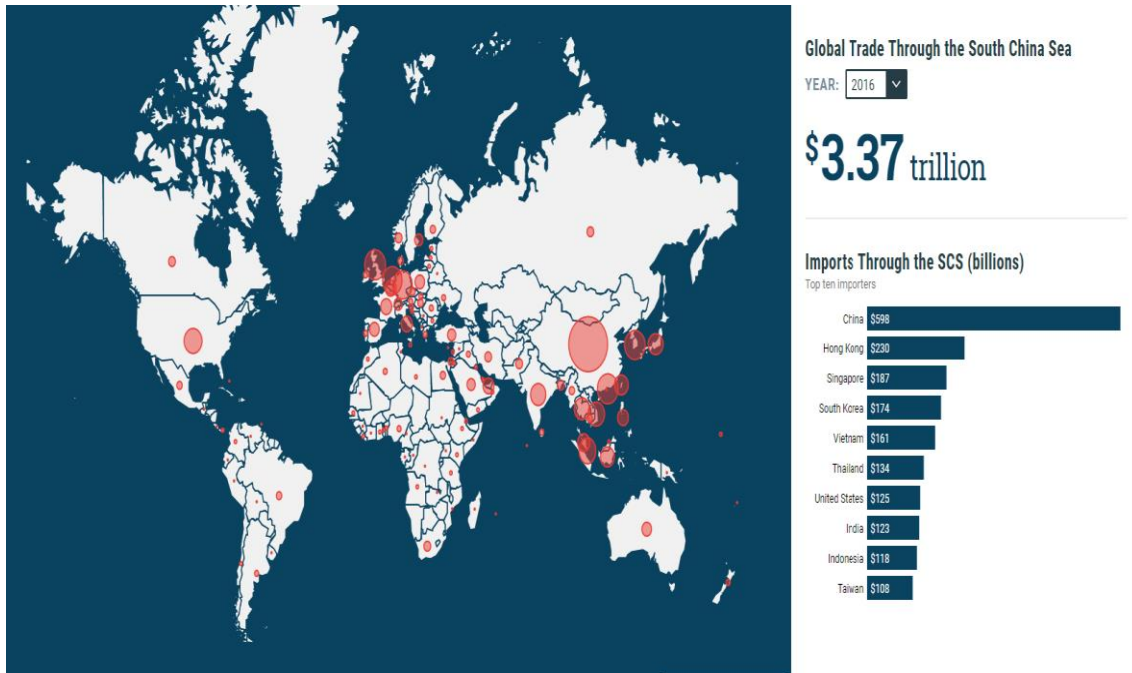 Global Trade Through the South China Sea
YEAR: 2016
$3.37 trillion
Imports Through the SCS (billions)
Top ten importers
China $598
Hong Kong $230
Singapore $187
South Korea $174
Vietnam $161
Thailand $134
United States $125
India $123
Indonesia $118
Taiwan $108